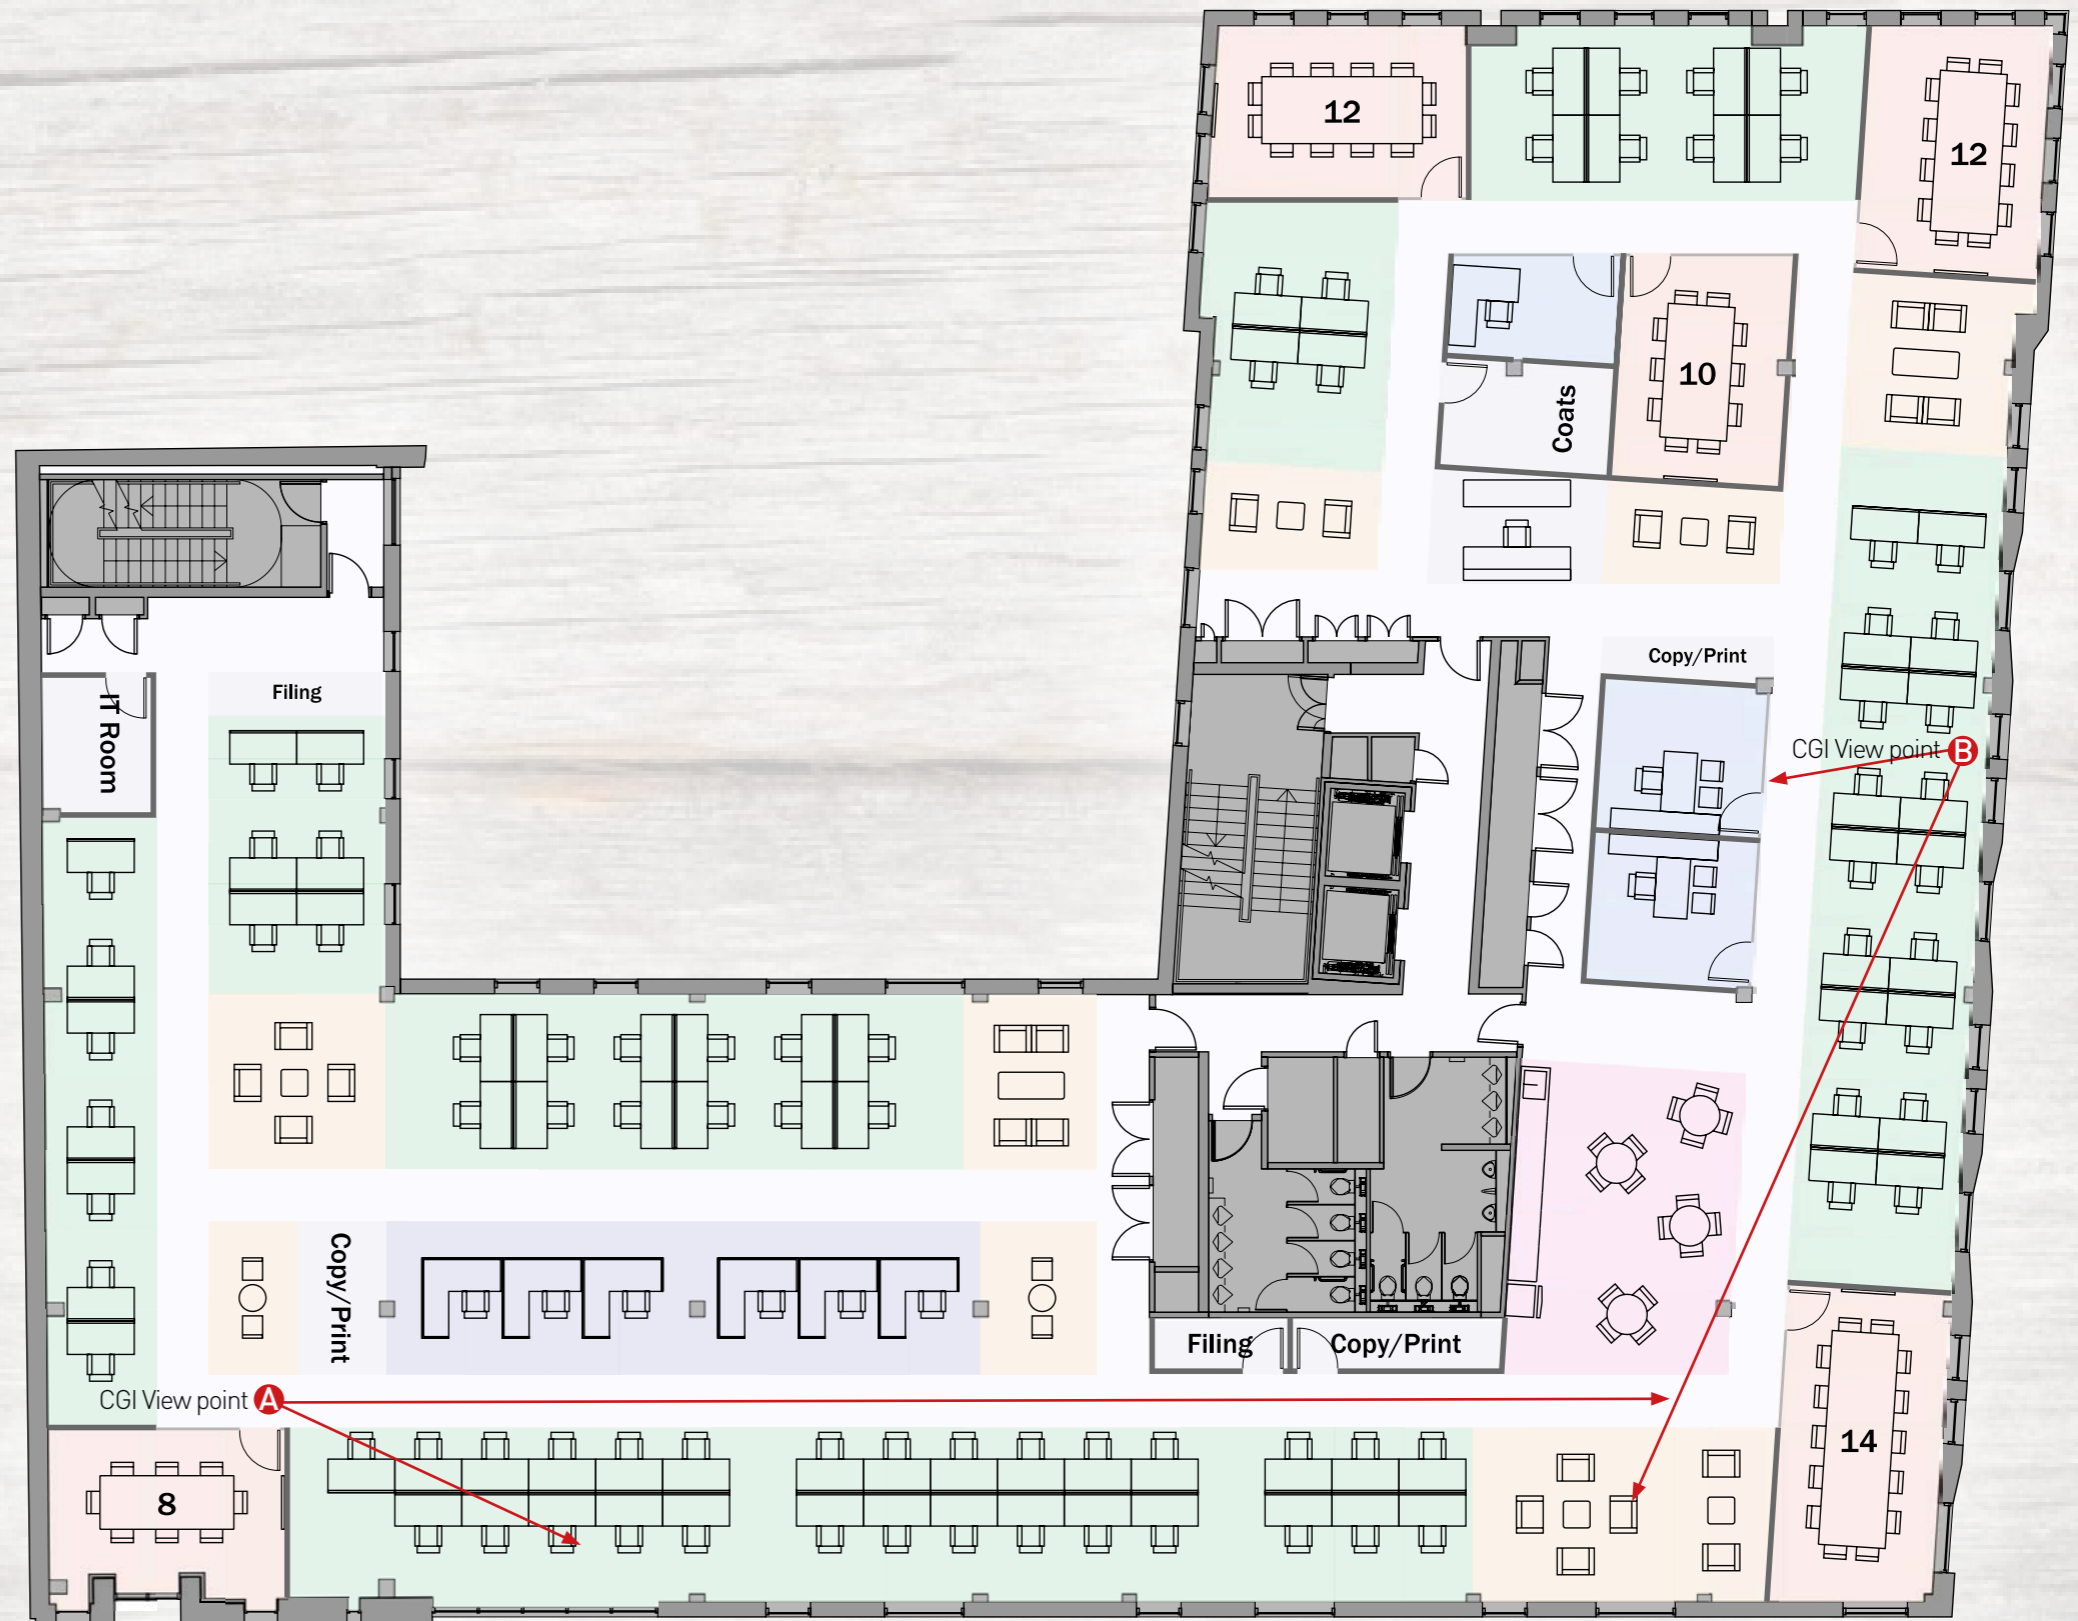 12
12
10
Coats
Copy/Print
Filing
IT Room
CGI View point B
Copy/Print
Filing
Copy/Print
CGI View point A
8
14